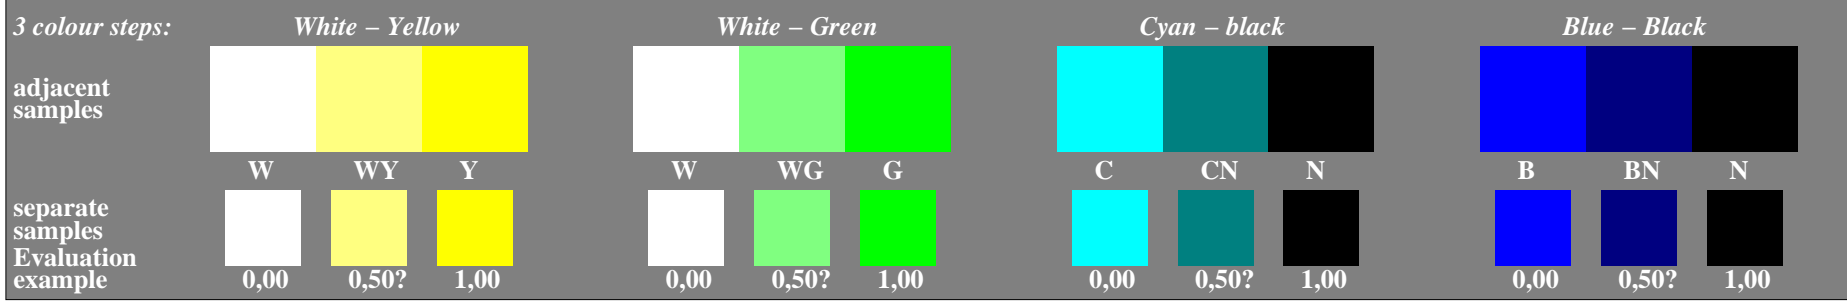 3 colour steps: White – Yellow White – Green Cyan – black Blue – Black
adjacent
samples
W WY Y W WG G C CN N B BN N
separate
samples
Evaluation
example 0,00 0,50? 1,00 0,00 0,50? 1,00 0,00 0,50? 1,00 0,00 0,50? 1,00